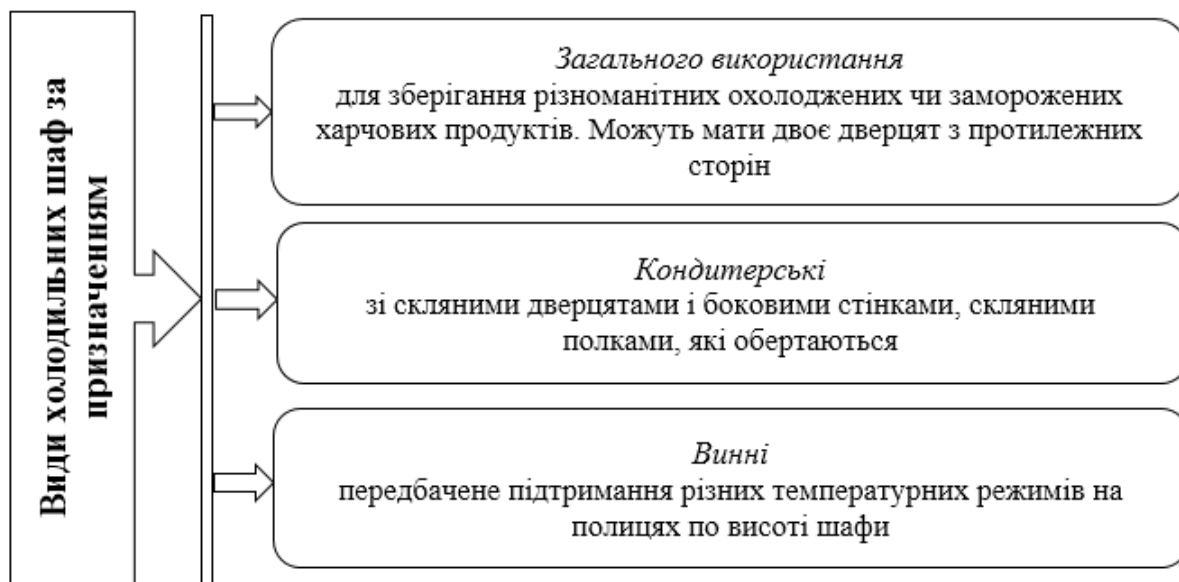 Види холодильних шаф за
призначенням
Загального використання
для зберігання різноманітних охолоджених чи заморожених
харчових продуктів. Можуть мати двоє дверцят з протилежних
сторін
Кондитерські
зі скляними дверцятами і боковими стінками, скляними
полками, які обертаються
Винні
передбачене підтримання різних температурних режимів на
полицях по висоті шафи